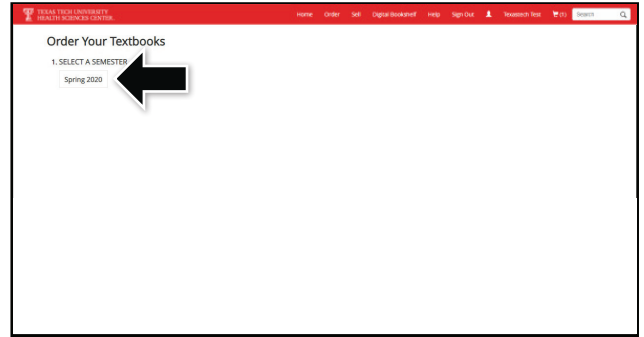 TEXAS TECH UNIVERSITY
HEALTH SCIENCES CENTER.
Home Order Sell Digital Bookshelf Help Sign Out Texastech Test (1) Search
Order Your Textbooks
1. SELECT A SEMESTER
Spring 2020